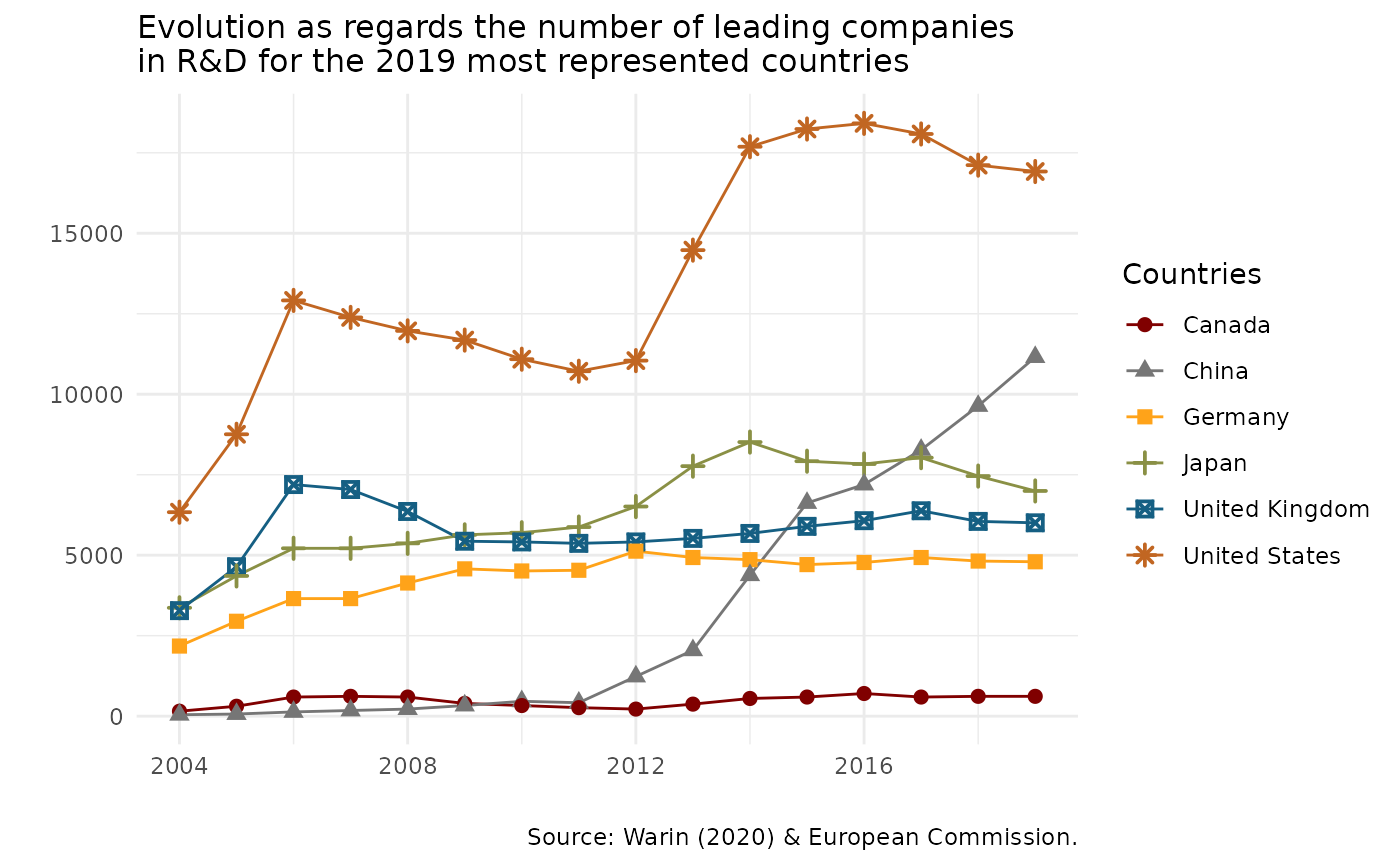 Evolution as regards the number of leading companies
in R&D for the 2019 most represented countries
15000
10000
5000
0
2004
2008
2012
2016
Countries
Canada
China
Germany
Japan
United Kingdom
United States
Source: Warin (2020) & European Commission.